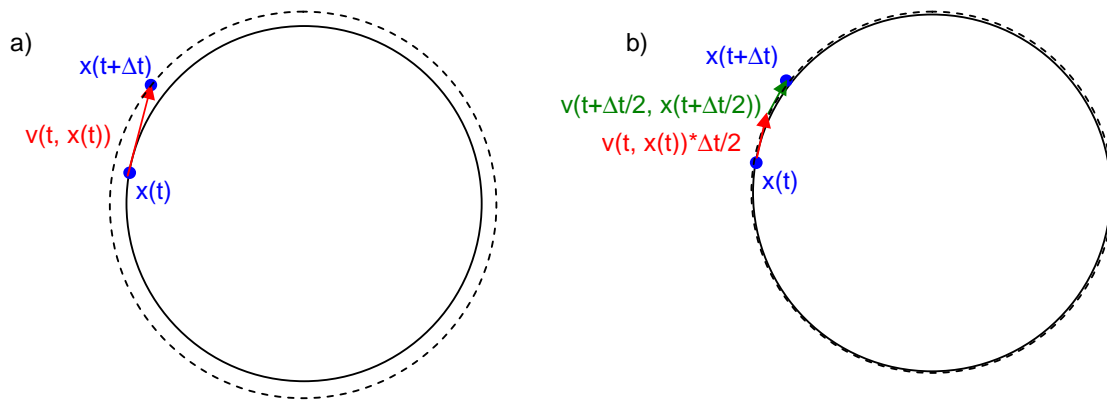 a)
x(t+Δt)
v(t, x(t))
x(t)
b)
x(t+Δt)
v(t+Δt/2, x(t+Δt/2))
v(t, x(t))*Δt/2
x(t)